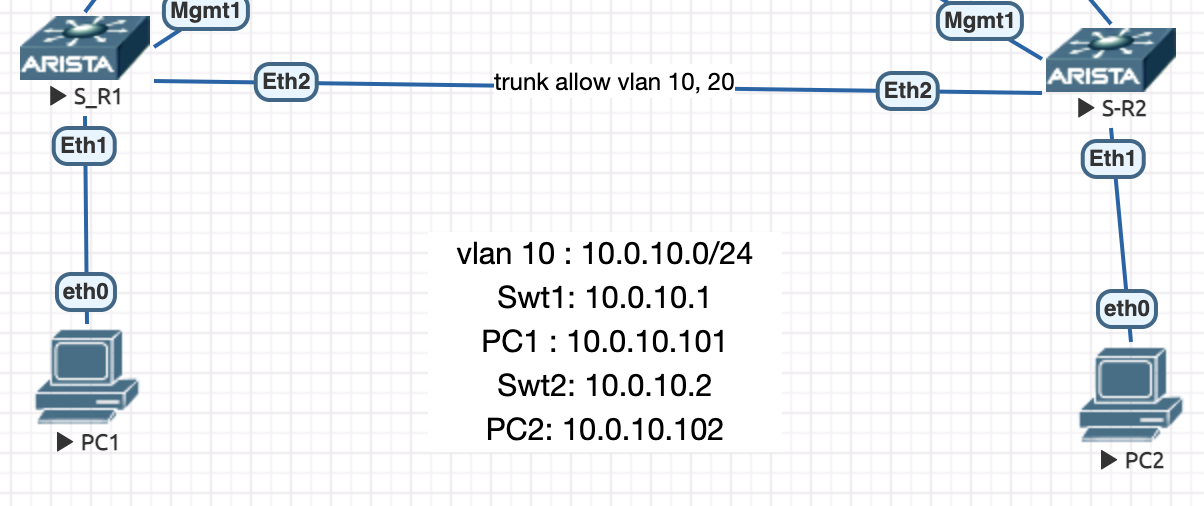 Mgmt1
Mgmt1
ARISTA
ARISTA
Eth2
trunk allow vlan 10, 20
Eth2
S_R1
S-R2
Eth1
Eth1
vlan 10 : 10.0.10.0/24
Swt1: 10.0.10.1
PC1 : 10.0.10.101
Swt2: 10.0.10.2
PC2: 10.0.10.102
eth0
eth0
PC1
PC2